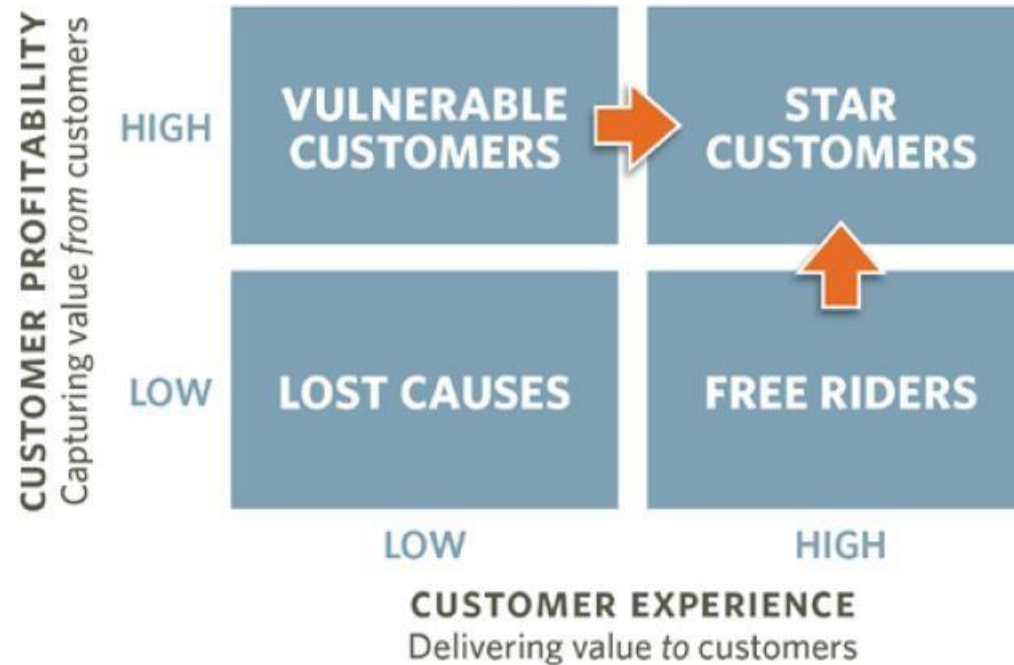 CUSTOMER PROFITABILITY
Capturing value from customers
HIGH
VULNERABLE
CUSTOMERS
STAR
CUSTOMERS
LOW
LOST CAUSES
FREE RIDERS
LOW
HIGH
CUSTOMER EXPERIENCE
Delivering value to customers